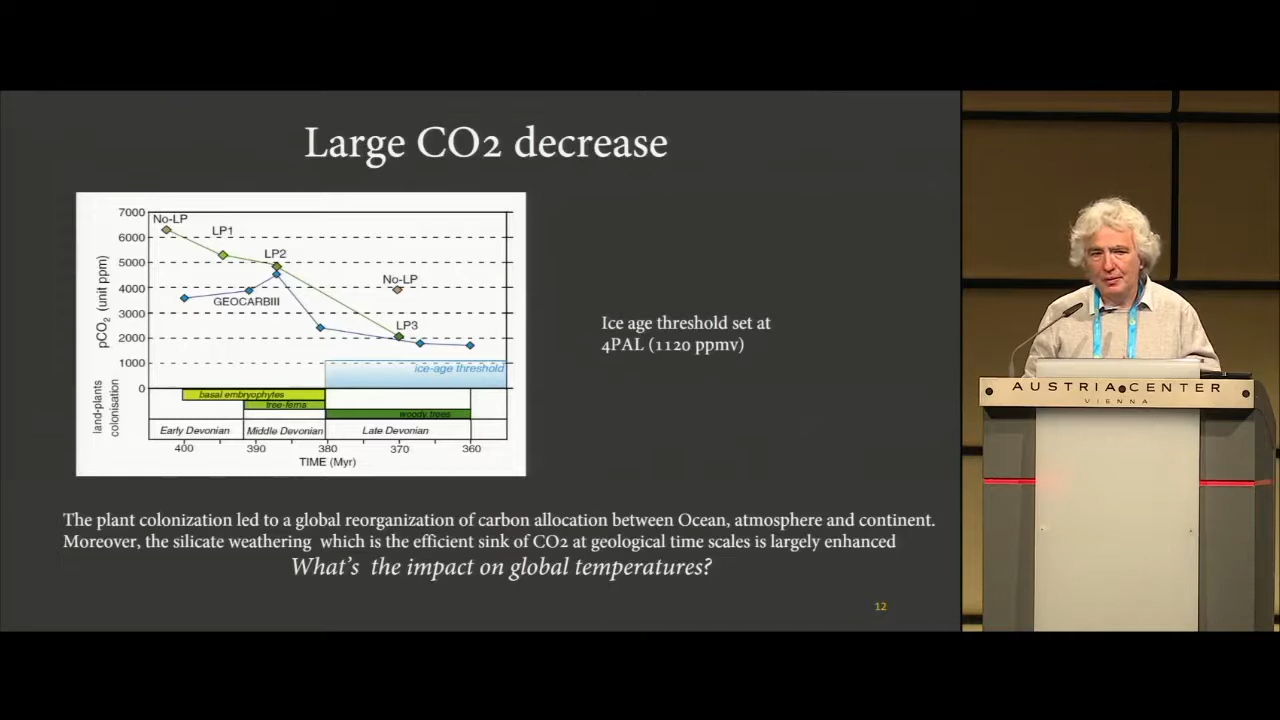 Large CO2 decrease
7000
6000
5000
4000
3000
2000
1000
0
pCO2 (unit ppm)
No-LP
LP1
LP2
GEOCARBIII
No-LP
LP3
ice-age threshold
land-plants
colonisation
basal embryophytes
tree-ferns
woody trees
Early Devonian Middle Devonian Late Devonian
400 390 380 370 360
TIME (Myr)
Ice age threshold set at
4PAL (1120 ppmv)
The plant colonization led to a global reorganization of carbon allocation between Ocean, atmosphere and continent.
Moreover, the silicate weathering which is the efficient sink of CO2 at geological time scales is largely enhanced
What's the impact on global temperatures?
12
AUSTRIA CENTER
VIENNA